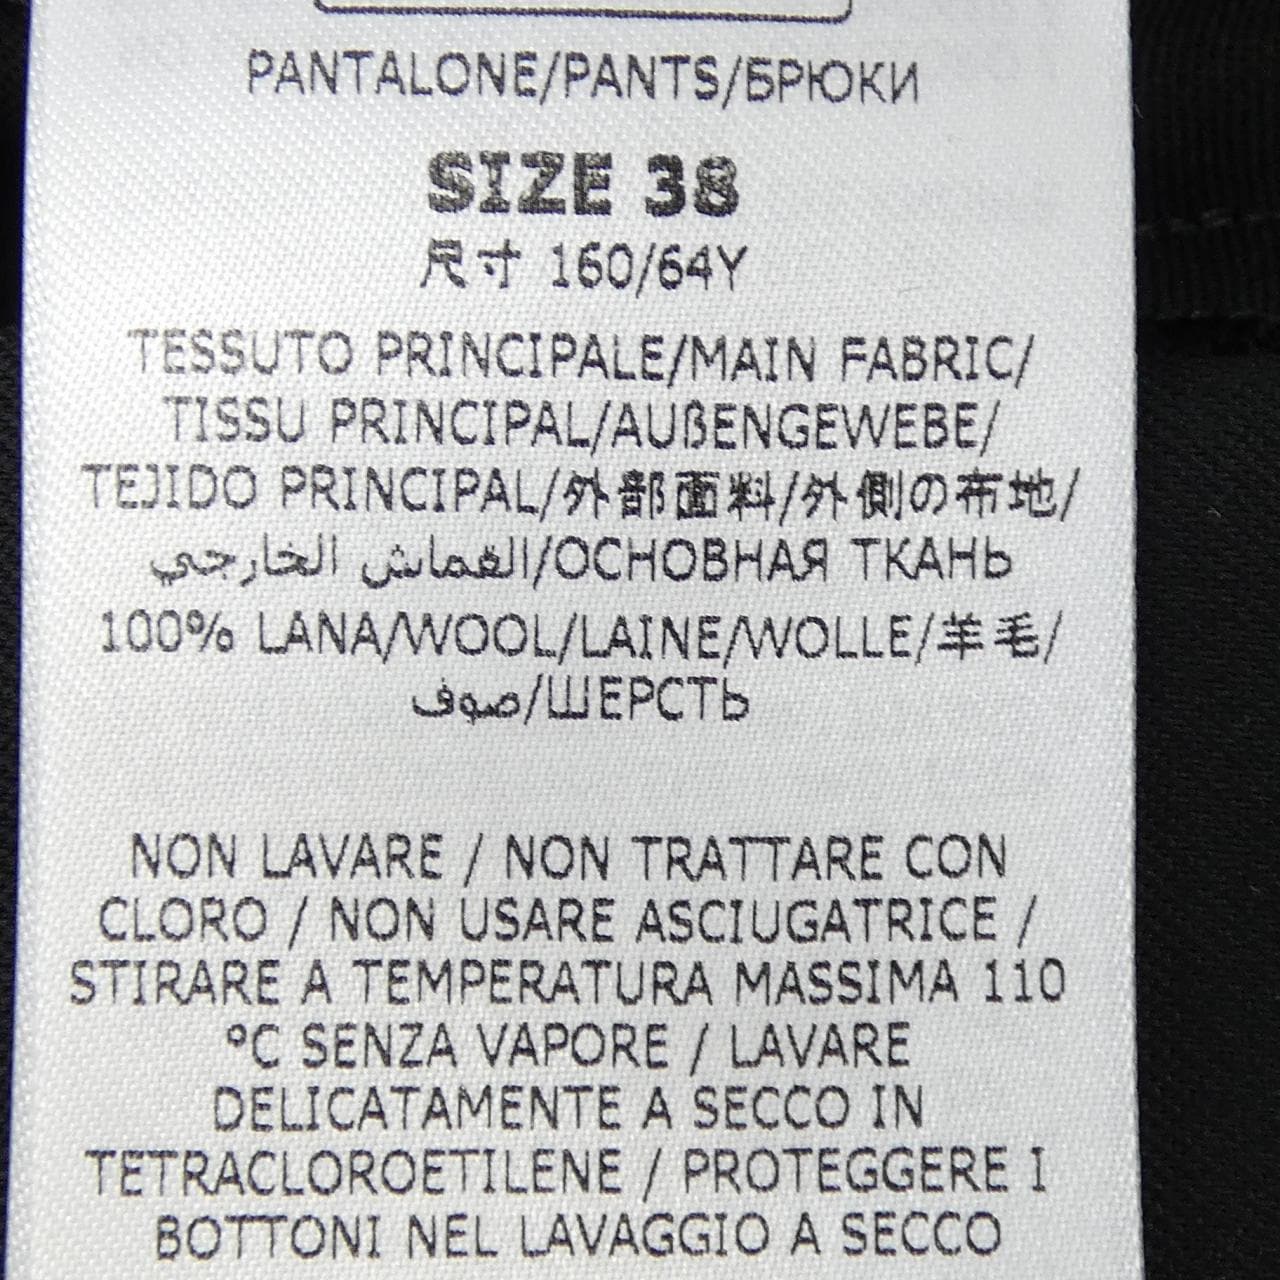 PANTALONE/PANTS/БРЮКИ
SIZE 38
尺寸 160/64Y
TESSUTO PRINCIPALE/MAIN FABRIC/
TISSU PRINCIPAL/AUßENGEWEBE/
TEJIDO PRINCIPAL/外部面料/外側の布地/
القماش الخارجي/ОСНОВНАЯ ТКАНЬ
100% LANA/WOOL/LAINE/WOLLE/羊毛/
صوف/ШЕРСТЬ
NON LAVARE / NON TRATTARE CON
CLORO / NON USARE ASCIUGATRICE /
STIRARE A TEMPERATURA MASSIMA 110
°C SENZA VAPORE / LAVARE
DELICATAMENTE A SECCO IN
TETRACLOROETILENE / PROTEGGERE I
BOTTONI NEL LAVAGGIO A SECCO